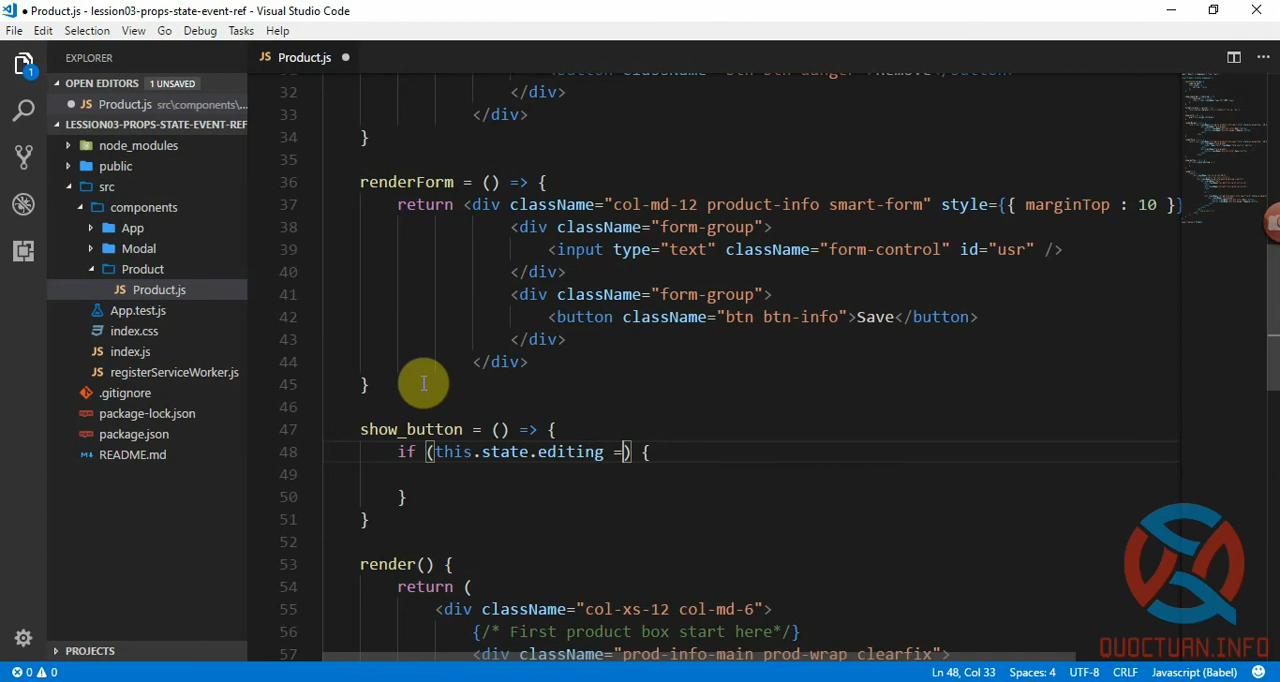 ● Product.js - lession03-props-state-event-ref - Visual Studio Code
File Edit Selection View Go Debug Tasks Help
EXPLORER
JS Product.js ●
OPEN EDITORS 1 UNSAVED
● JS Product.js src\components\...
LESSION03-PROPS-STATE-EVENT-REF
node_modules
public
src
components
App
Modal
Product
JS Product.js
App.test.js
index.css
JS index.js
JS registerServiceWorker.js
.gitignore
package-lock.json
package.json
README.md
PROJECTS
1
32 </div>
33 </div>
34 }
35
36 renderForm = () => {
37 return <div className="col-md-12 product-info smart-form" style={{ marginTop : 10 }}
38 <div className="form-group">
39 <input type="text" className="form-control" id="usr" />
40 </div>
41 <div className="form-group">
42 <button className="btn btn-info">Save</button>
43 </div>
44 </div>
45 }
46
47 show_button = () => {
48 if (this.state.editing =) {
49
50 }
51 }
52
53 render() {
54 return (
55 <div className="col-xs-12 col-md-6">
56 {/* First product box start here*/}
57 <div className="prod-info-main prod-wrap clearfix">
QUOCTUAN.INFO
0 0 Ln 48, Col 33 Spaces: 4 UTF-8 CRLF Javascript (Babel)